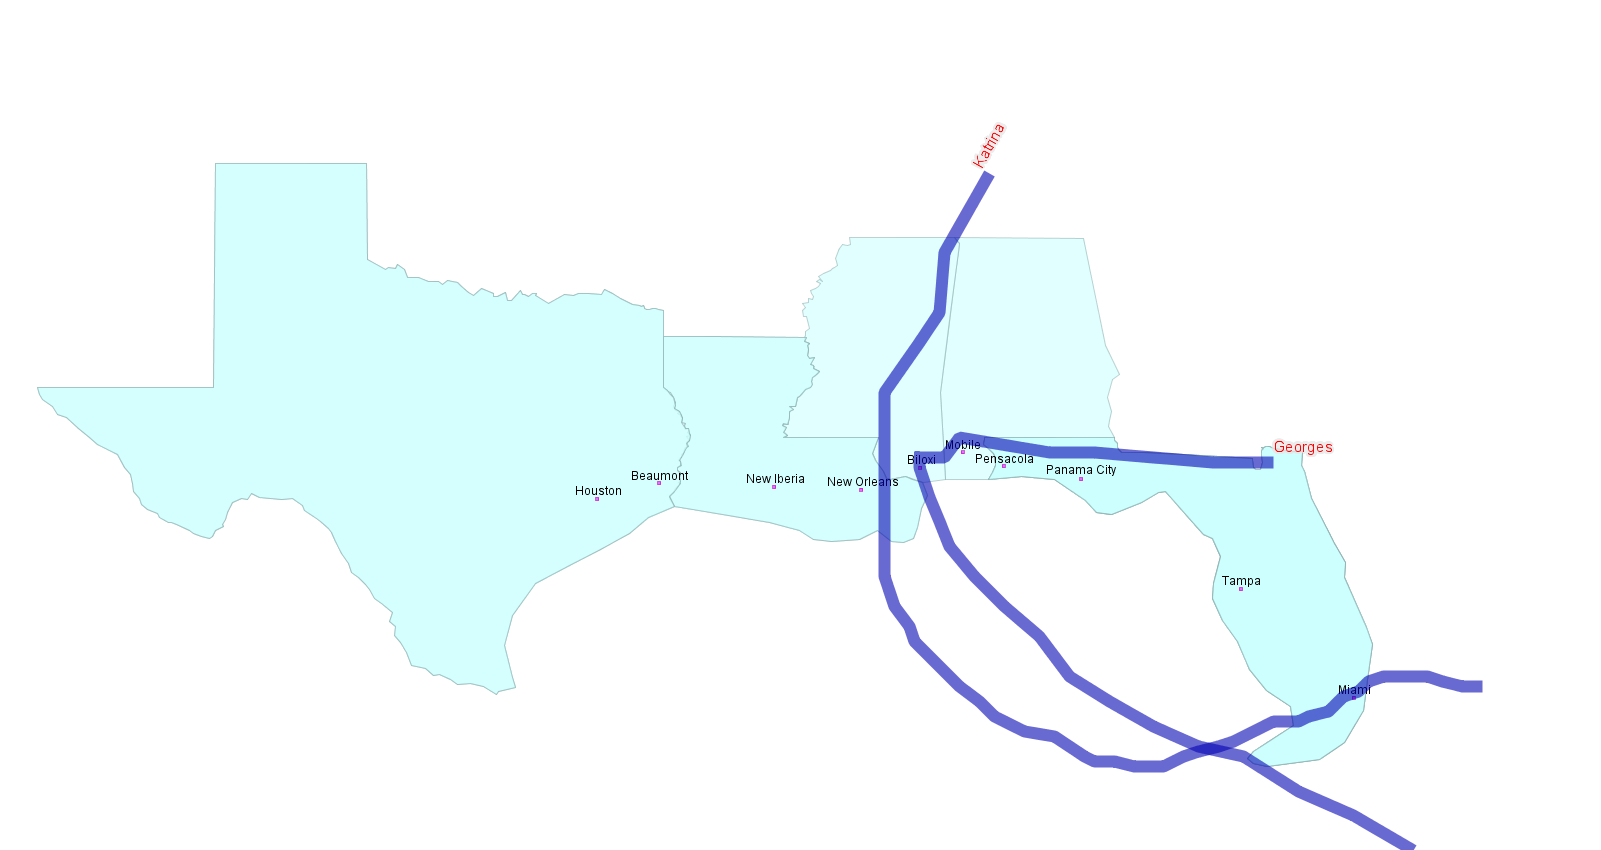 Katrina
Georges
Mobile
Biloxi
Pensacola
Panama City
Beaumont
New Iberia
New Orleans
Houston
Tampa
Miami